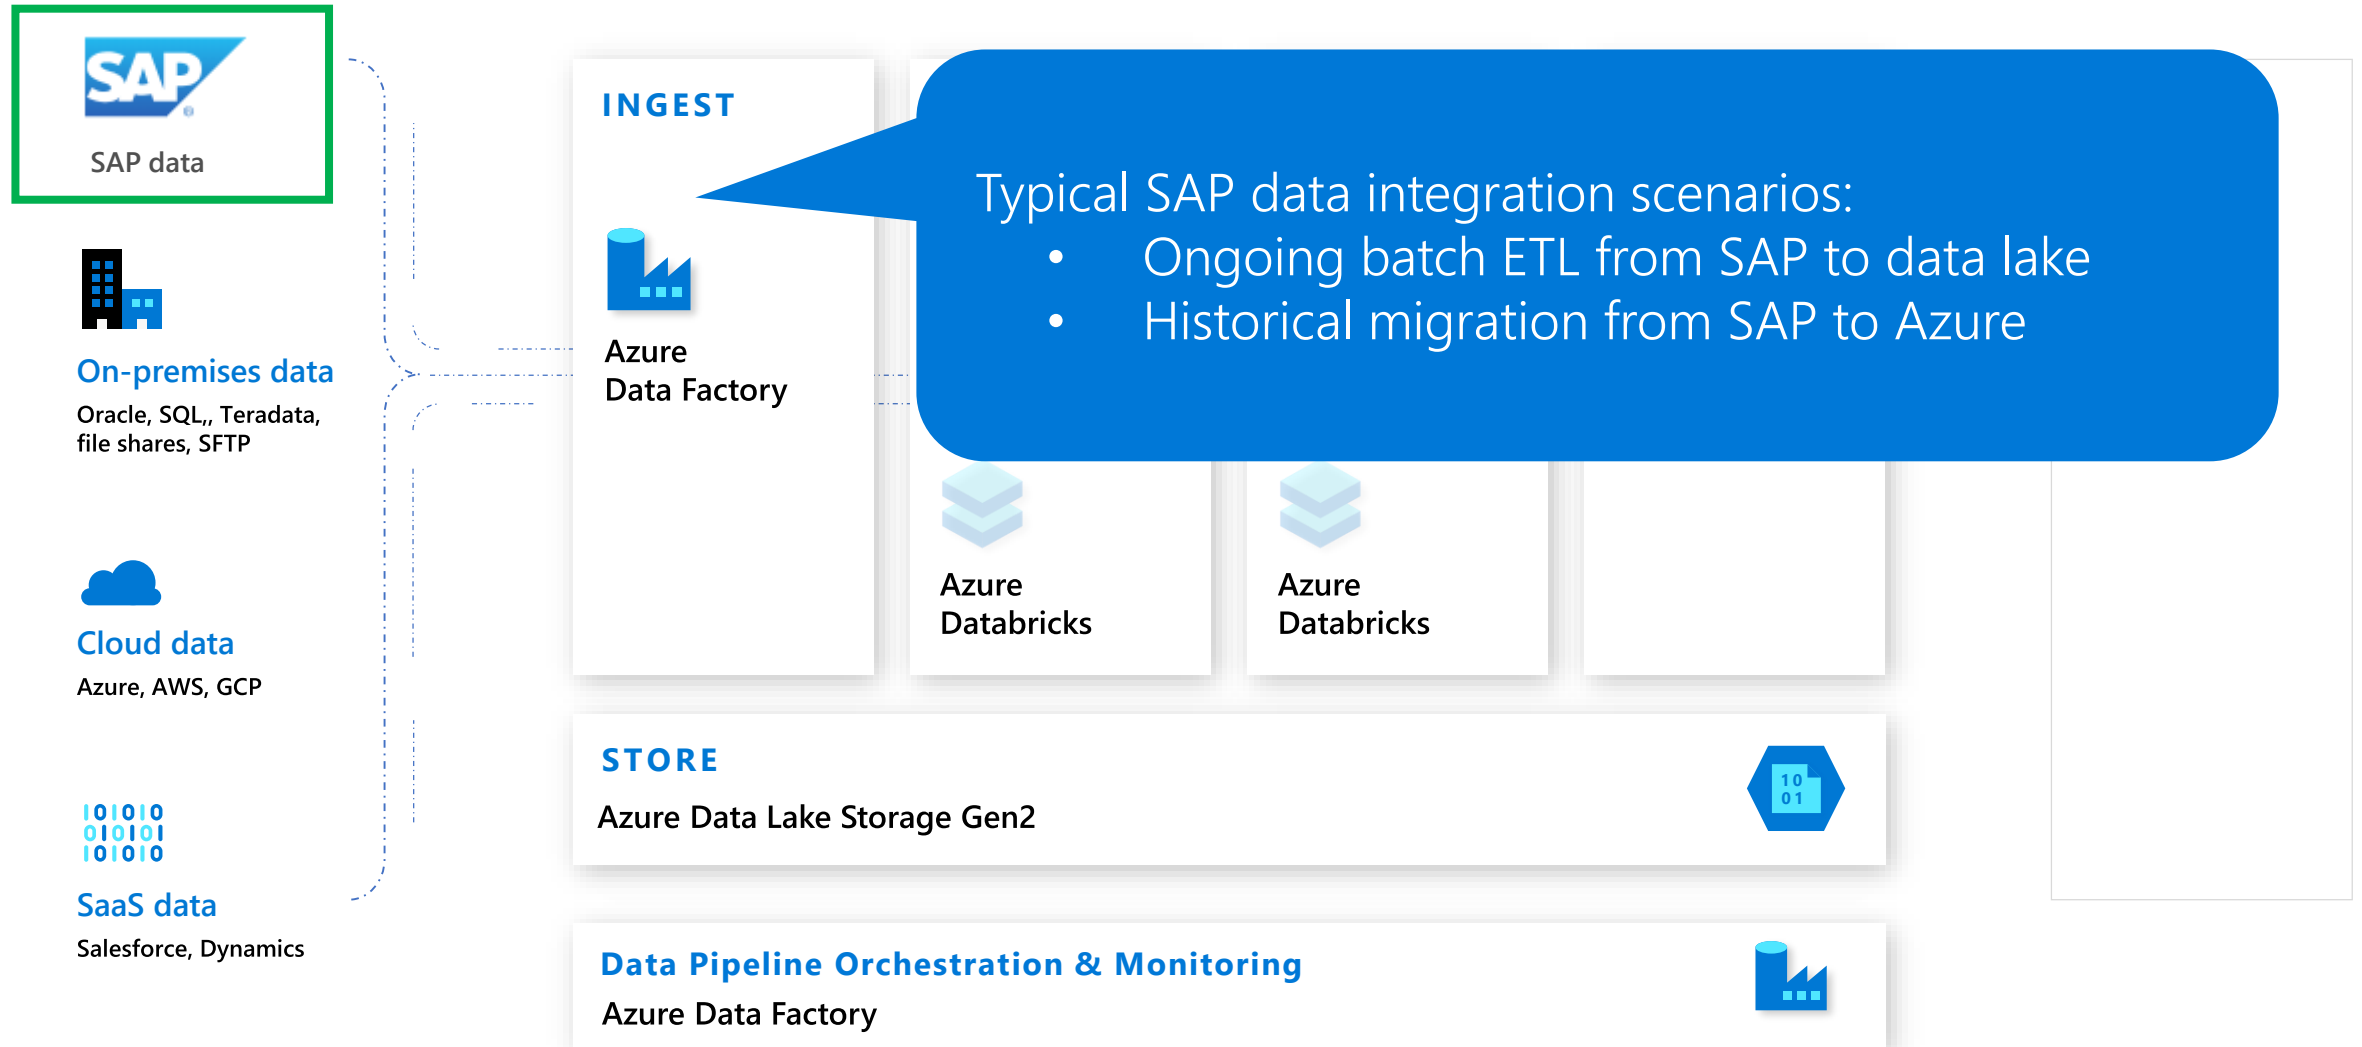 SAP
SAP data
On-premises data
Oracle, SQL,, Teradata,
file shares, SFTP
Cloud data
Azure, AWS, GCP
101010
010101
101010
SaaS data
Salesforce, Dynamics
INGEST
Azure
Data Factory
Typical SAP data integration scenarios:
• Ongoing batch ETL from SAP to data lake
• Historical migration from SAP to Azure
Azure
Databricks
Azure
Databricks
STORE
Azure Data Lake Storage Gen2
10
01
Data Pipeline Orchestration & Monitoring
Azure Data Factory